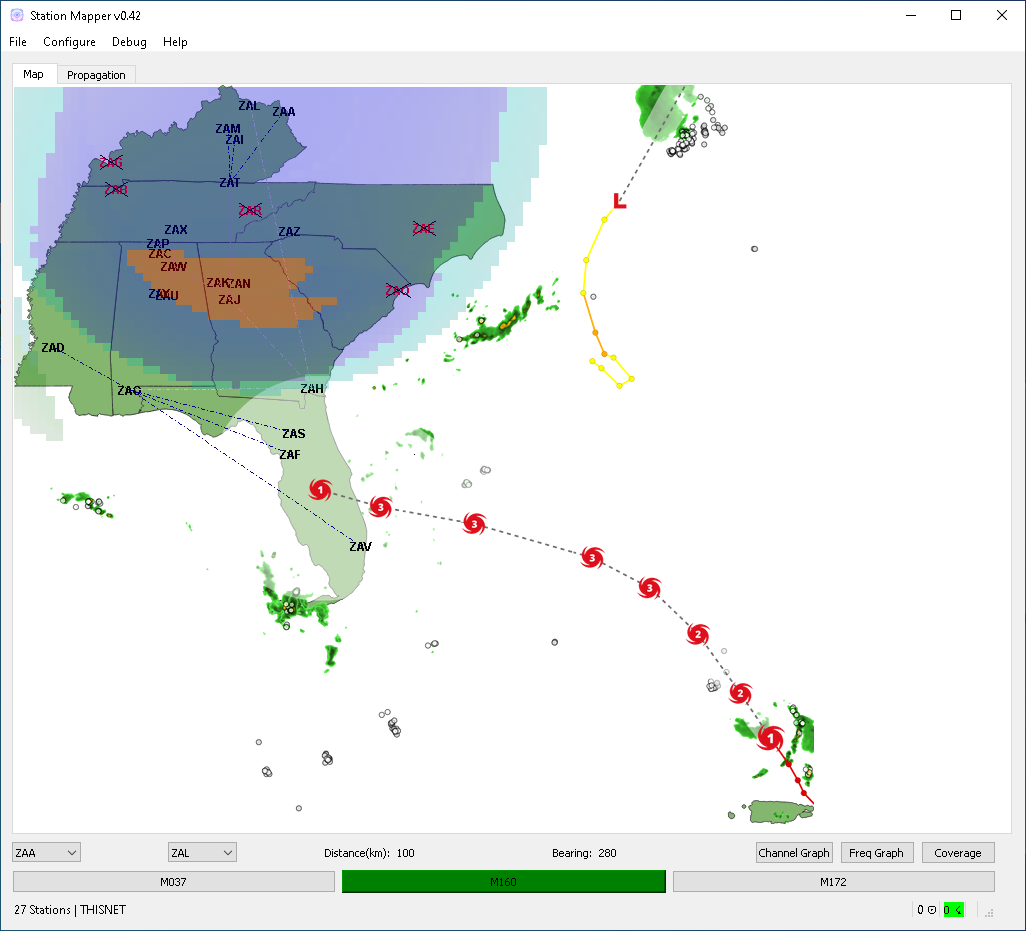 Station Mapper v0.42
File Configure Debug Help
Map Propagation
ZAL
ZAA
ZAM
ZAI
ZAG
ZAT
ZAB
ZAR
ZAX
ZAZ
ZAE
ZAP
ZAC
ZAW
ZAK
ZAN
ZAU
ZAJ
ZAQ
L
ZAD
ZAH
ZAS
ZAF
1
3
3
ZAV
3
3
2
2
1
ZAA ZAL Distance(km): 100 Bearing: 280 Channel Graph Freq Graph Coverage
M037 M160 M172
27 Stations | THISNET 0 0